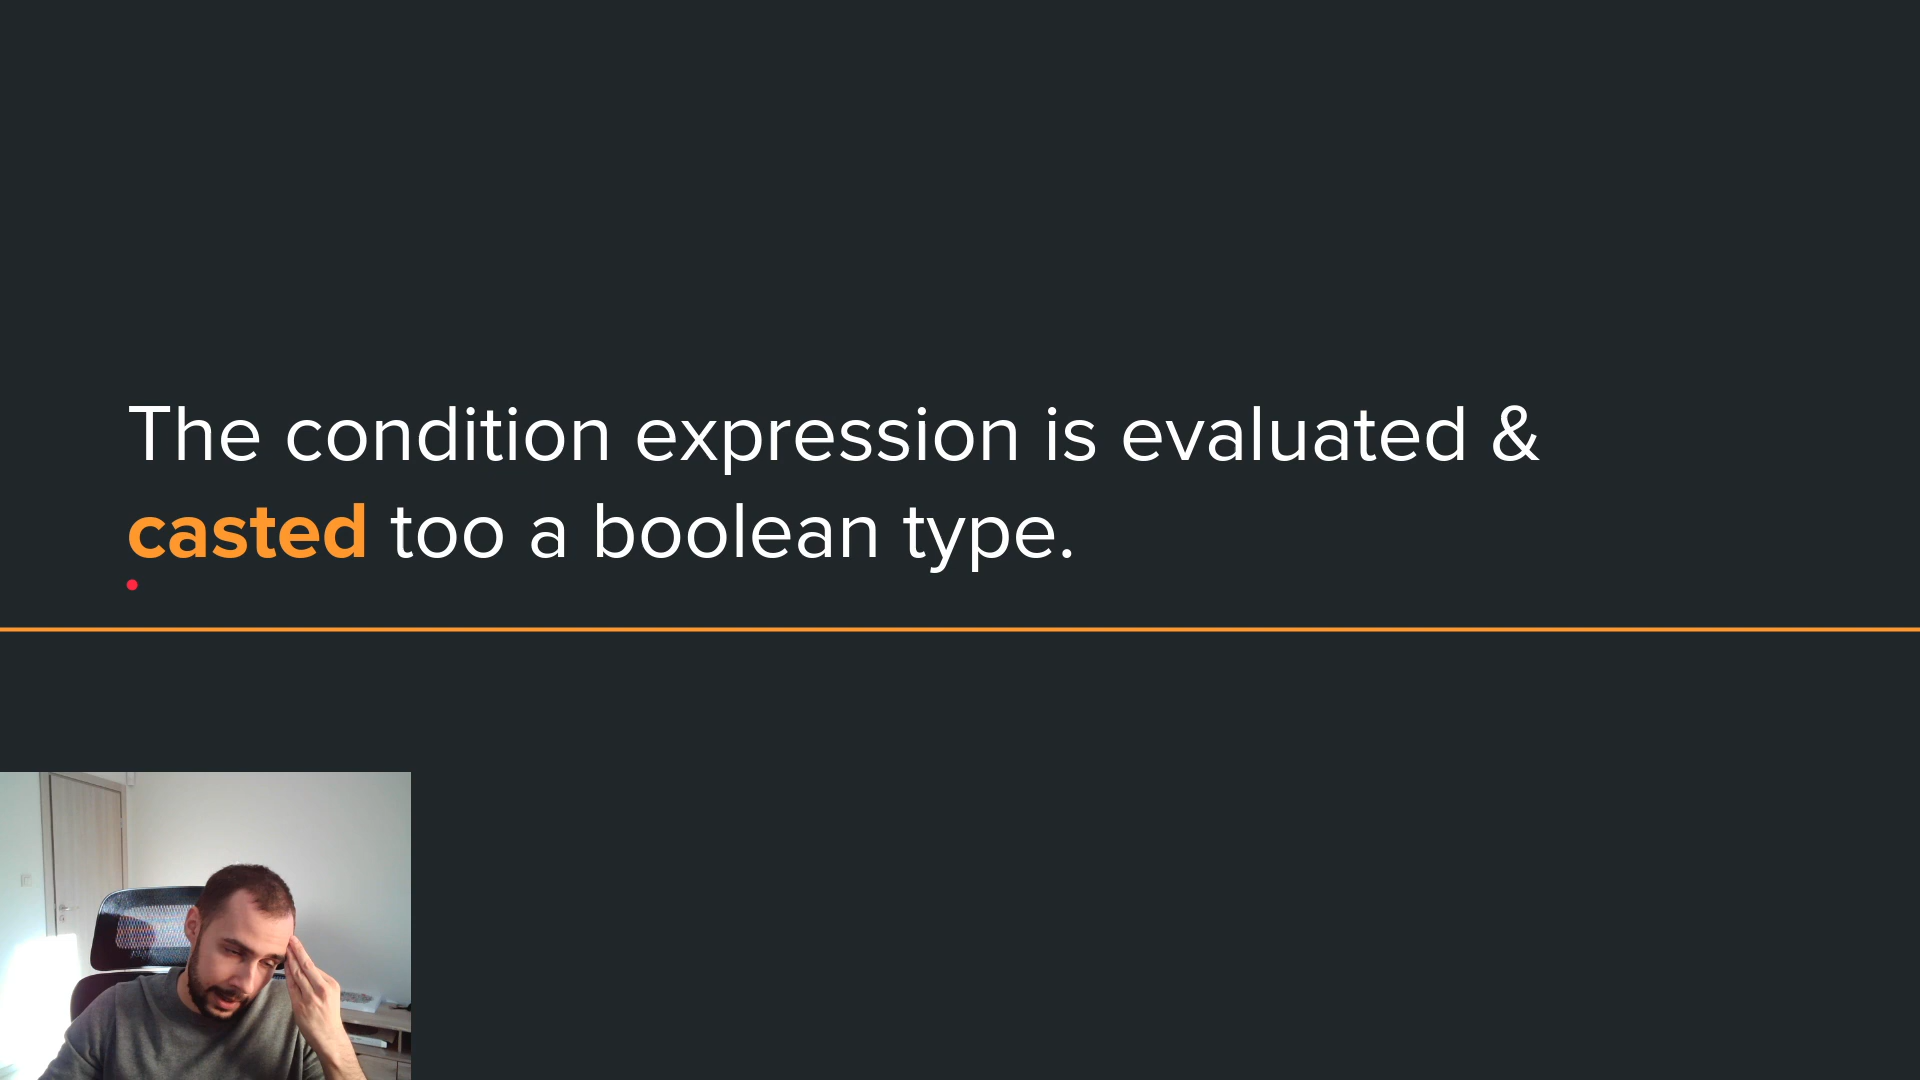 The condition expression is evaluated &
casted too a boolean type.